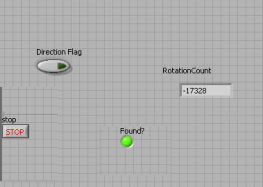 Direction Flag
RotationCount
-17328
stop
STOP
Found?